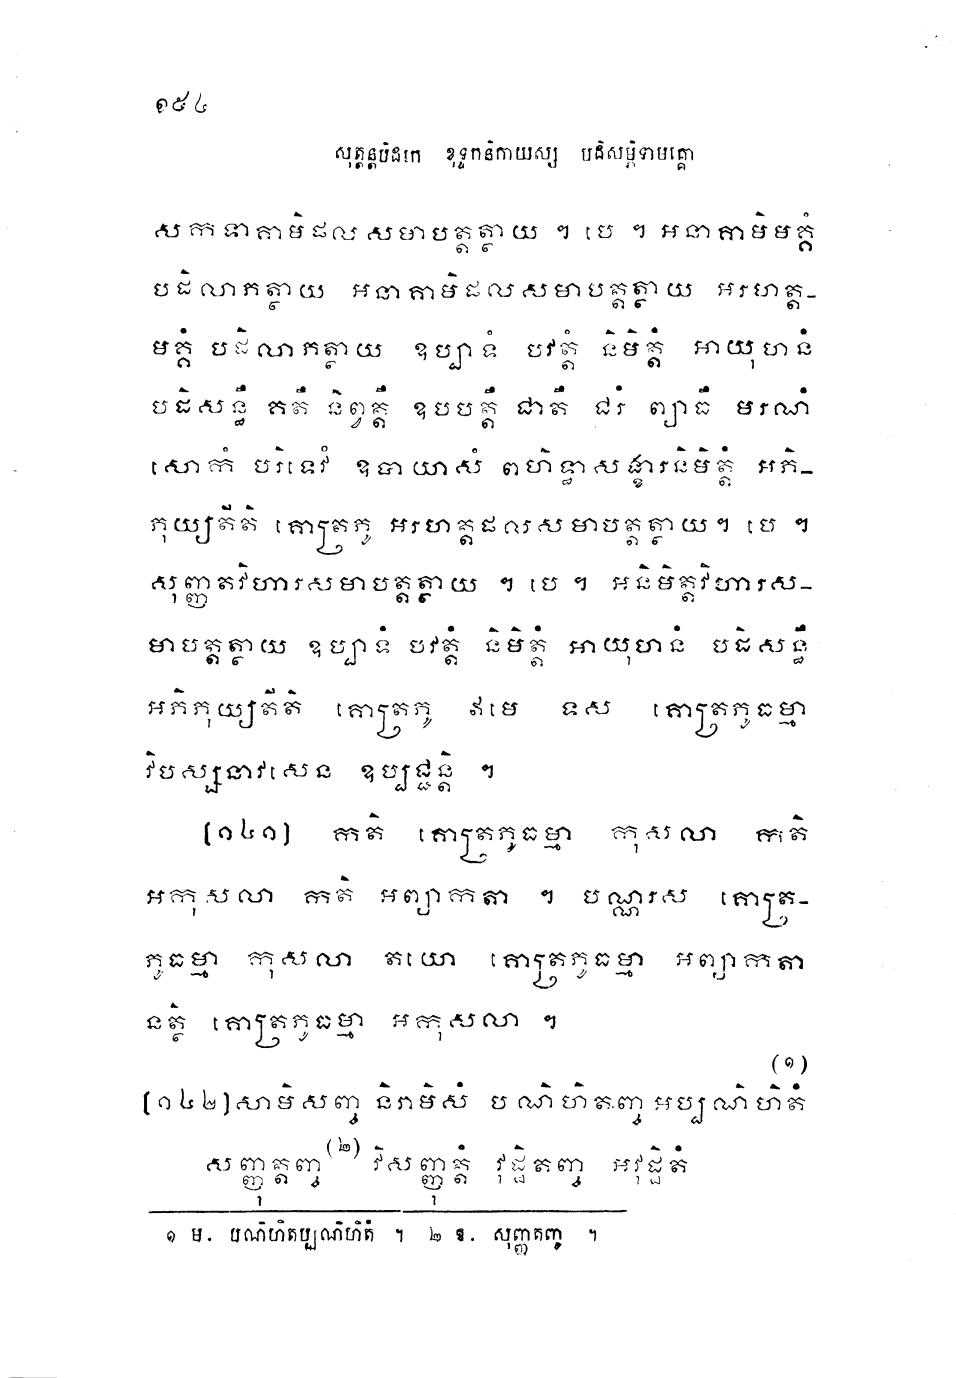 ១៥៤
សុត្តន្តបិដកេ ខុទ្ទកនិកាយស្ស បដិសម្ភិទាមគ្គោ
សកទាគាមិផលសមាបត្តត្ថាយ ។ បេ ។ អនាគាមិមគ្គំ
បដិលាភត្ថាយ អនាគាមិផលសមាបត្តត្ថាយ អរហត្ត-
មគ្គំ បដិលាភត្ថាយ ឧប្បាទំ បវត្តំ និមិត្តំ អាយុហនំ
បដិសន្ធឹ គតឹ និព្វត្តឹ ឧបបត្តឹ ជាតឹ ជរំ ព្យាធឹ មរណំ
សោកំ បរិទេវំ ឧបាយាសំ ពហិទ្ធាសង្ខារនិមិត្តំ អភិ-
ភុយ្យតីតិ គោត្រភូ អរហត្តផលសមាបត្តត្ថាយ។ បេ ។
សុញ្ញតវិហារសមាបត្តត្ថាយ ។ បេ ។ អនិមិត្តវិហារស-
មាបត្តត្ថាយ ឧប្បាទំ បវត្តំ និមិត្តំ អាយុហនំ បដិសន្ធឹ
អភិភុយ្យតីតិ គោត្រភូ ឥមេ ទស គោត្រភូធម្មា
វិបស្សនាវសេន ឧប្បជ្ជន្តិ ។
[១៤១] កតិ គោត្រភូធម្មា កុសលា កតិ
អកុសលា កតិ អព្យាកតា ។ បណ្ណរស គោត្រ-
ភូធម្មា កុសលា តយោ គោត្រភូធម្មា អព្យាកតា
នត្ថិ គោត្រភូធម្មា អកុសលា ។
[១៤២]សាមិសញ្ច និរាមិសំ បណិហិតញ្ច អប្បណិហិតំ (១)
សញ្ញុត្តញ្ច (២) វិសញ្ញុត្តំ វុដ្ឋិតញ្ច អវុដ្ឋិតំ
១ ម. បណិហិតប្បណិហិតំ ។ ២ ឱ. សុញ្ញតញ្ច ។